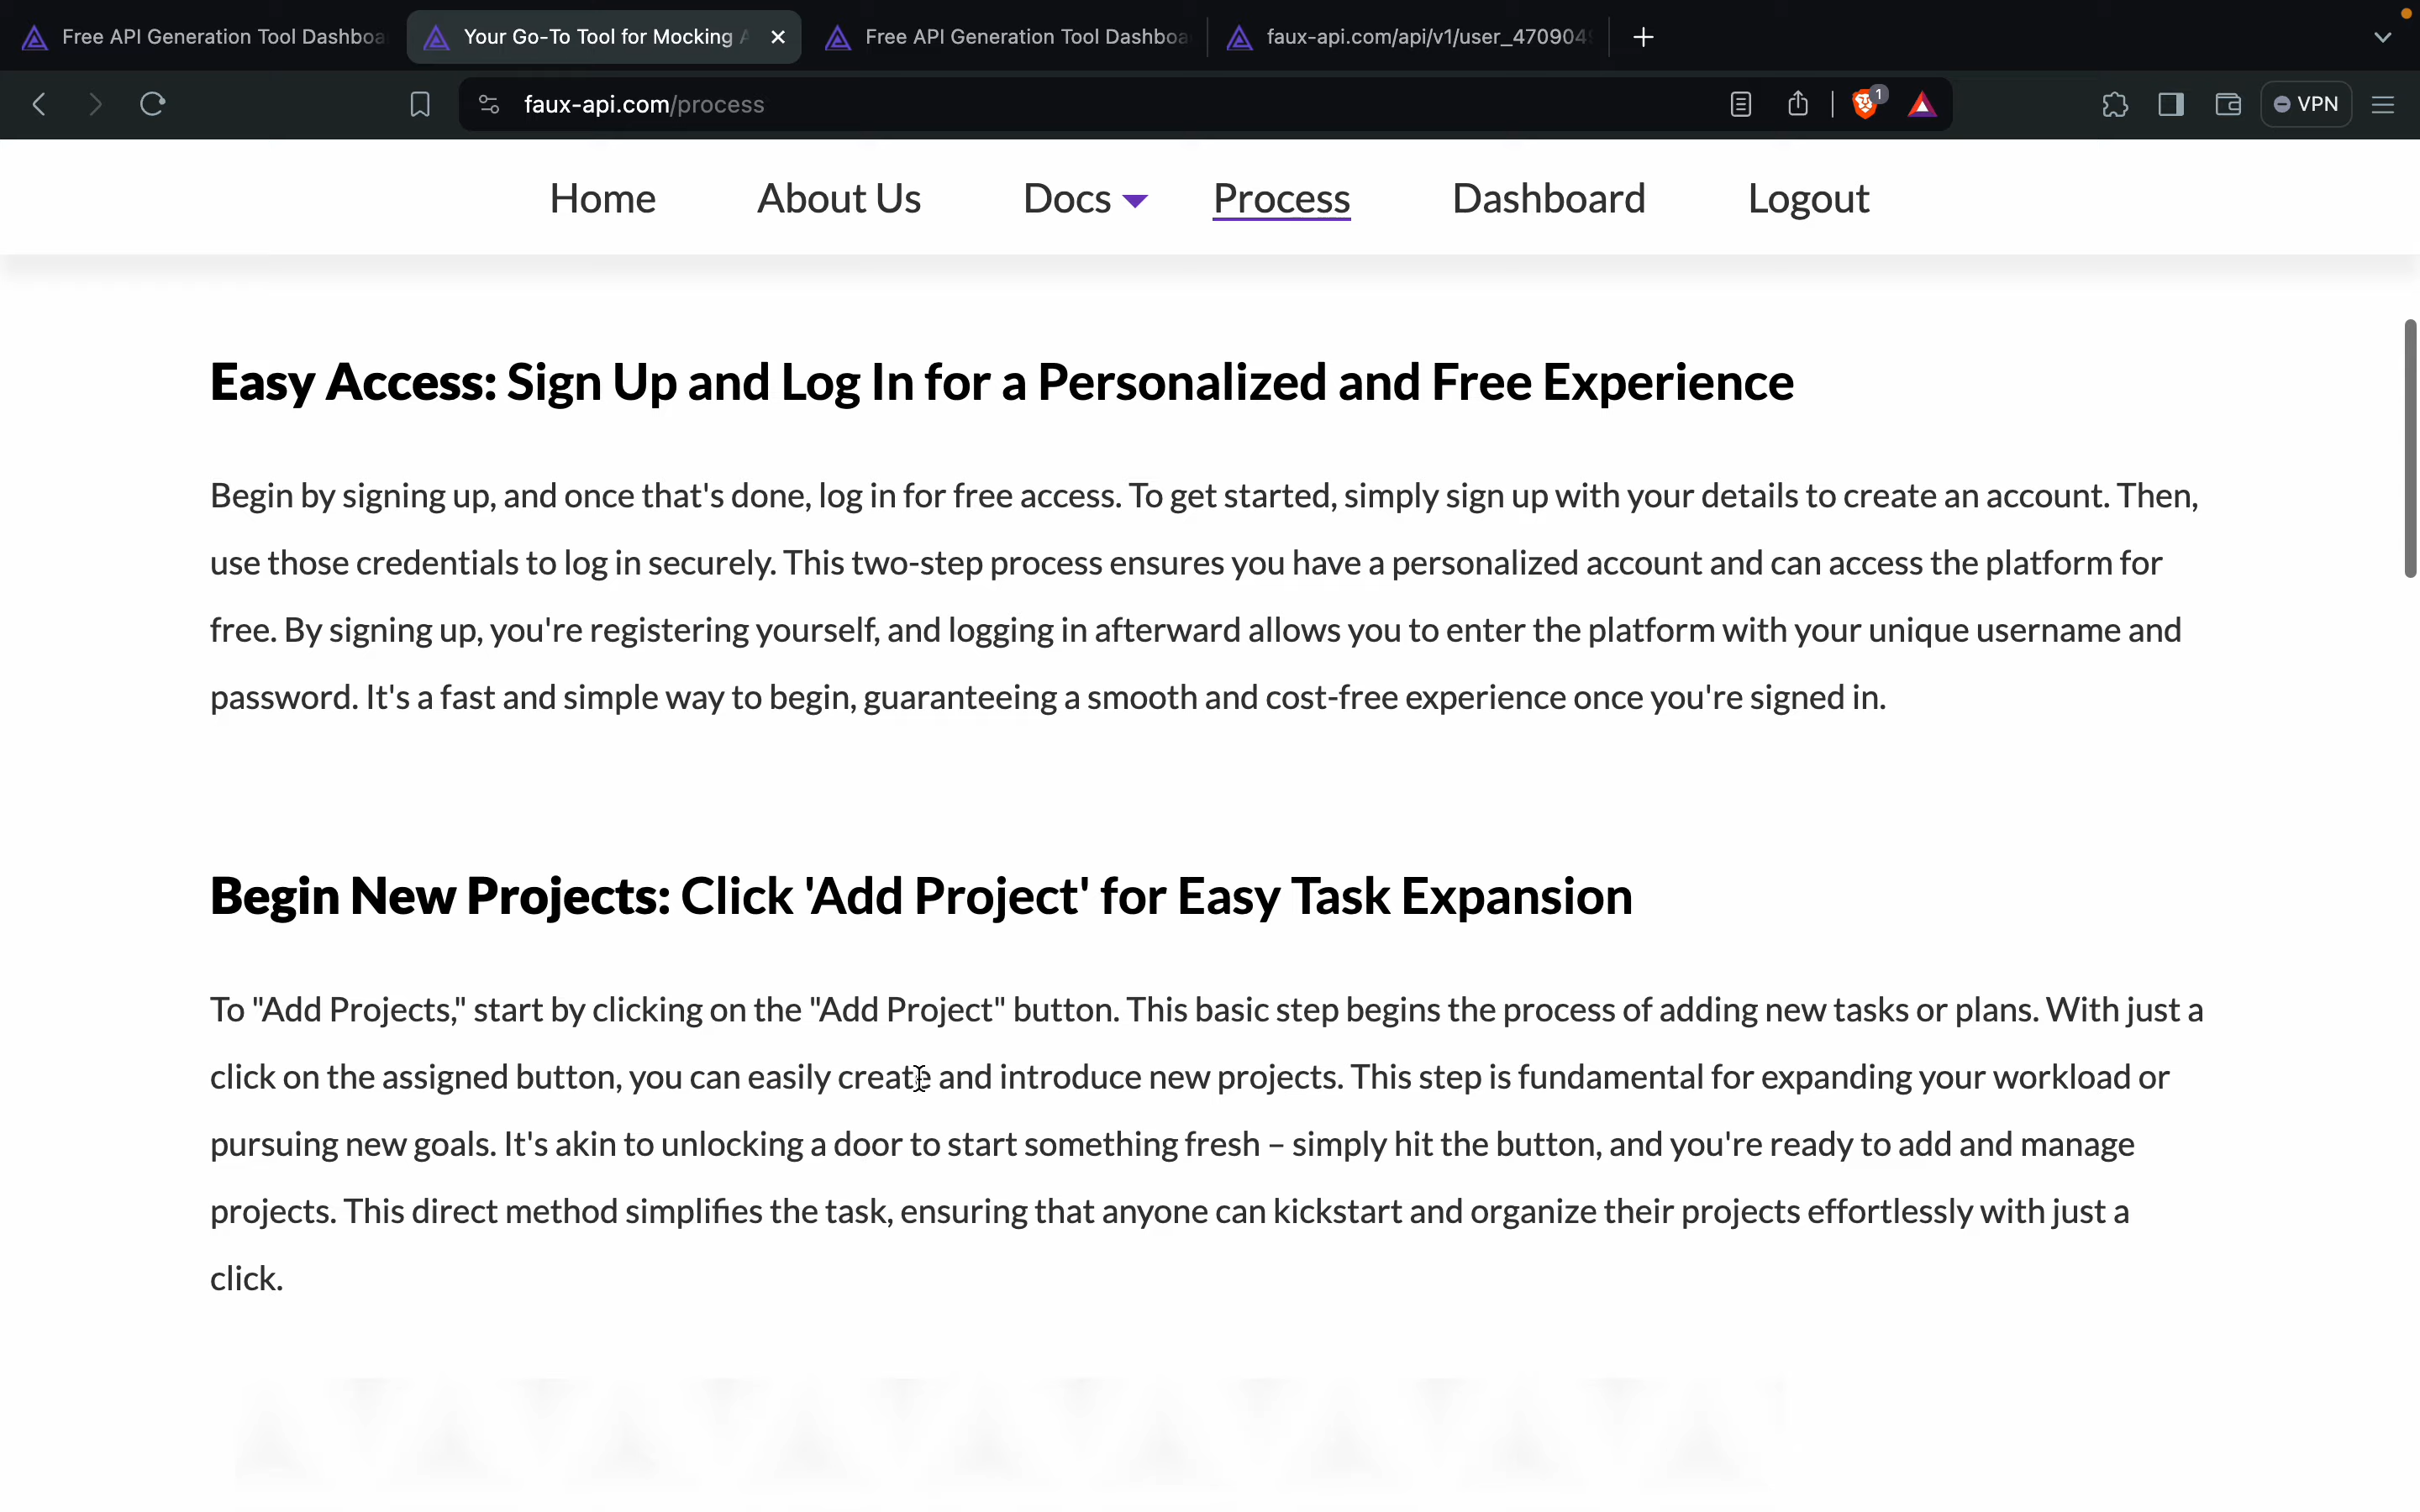 Free API Generation Tool Dashboa
Your Go-To Tool for Mocking A
Free API Generation Tool Dashboa
faux-api.com/api/v1/user_470904
faux-api.com/process
1
VPN
Home
About Us
Docs
Process
Dashboard
Logout
Easy Access: Sign Up and Log In for a Personalized and Free Experience
Begin by signing up, and once that's done, log in for free access. To get started, simply sign up with your details to create an account. Then,
use those credentials to log in securely. This two-step process ensures you have a personalized account and can access the platform for
free. By signing up, you're registering yourself, and logging in afterward allows you to enter the platform with your unique username and
password. It's a fast and simple way to begin, guaranteeing a smooth and cost-free experience once you're signed in.
Begin New Projects: Click 'Add Project' for Easy Task Expansion
To "Add Projects," start by clicking on the "Add Project" button. This basic step begins the process of adding new tasks or plans. With just a
click on the assigned button, you can easily create and introduce new projects. This step is fundamental for expanding your workload or
pursuing new goals. It's akin to unlocking a door to start something fresh – simply hit the button, and you're ready to add and manage
projects. This direct method simplifies the task, ensuring that anyone can kickstart and organize their projects effortlessly with just a
click.